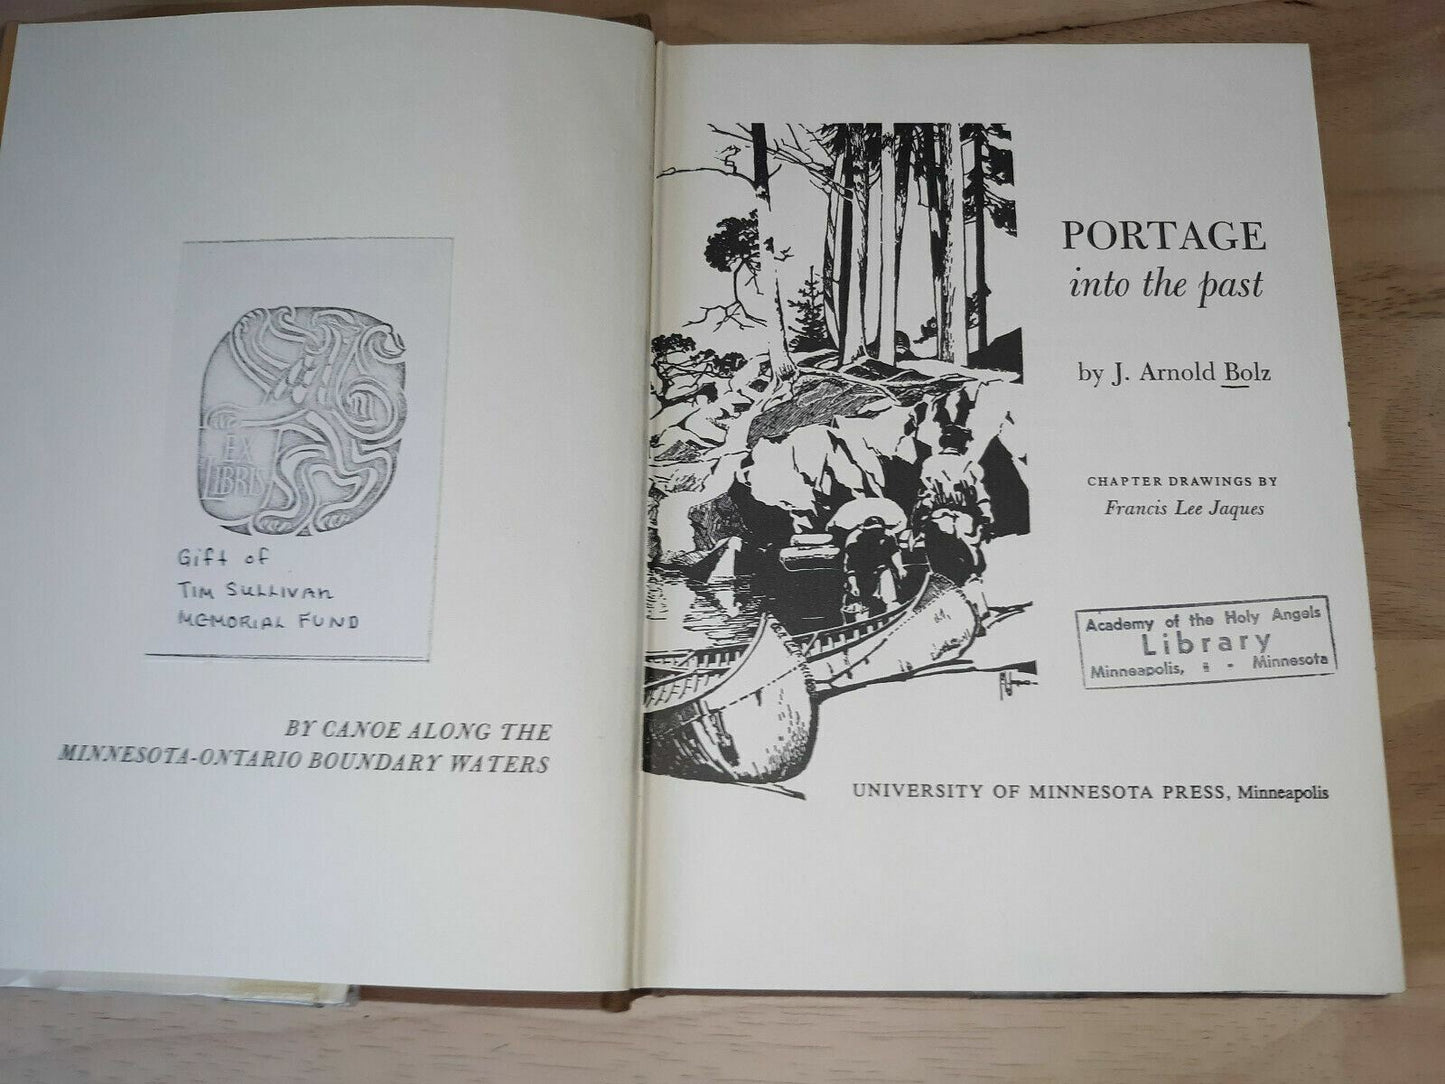 EX
LIBRIS
Gift of
TIM SULLIVAN
MEMORIAL FUND
BY CANOE ALONG THE
MINNESOTA-ONTARIO BOUNDARY WATERS
PORTAGE
into the past
by J. Arnold Bolz
CHAPTER DRAWINGS BY
Francis Lee Jaques
Academy of the Holy Angels
Library
Minneapolis, - Minnesota
UNIVERSITY OF MINNESOTA PRESS, Minneapolis